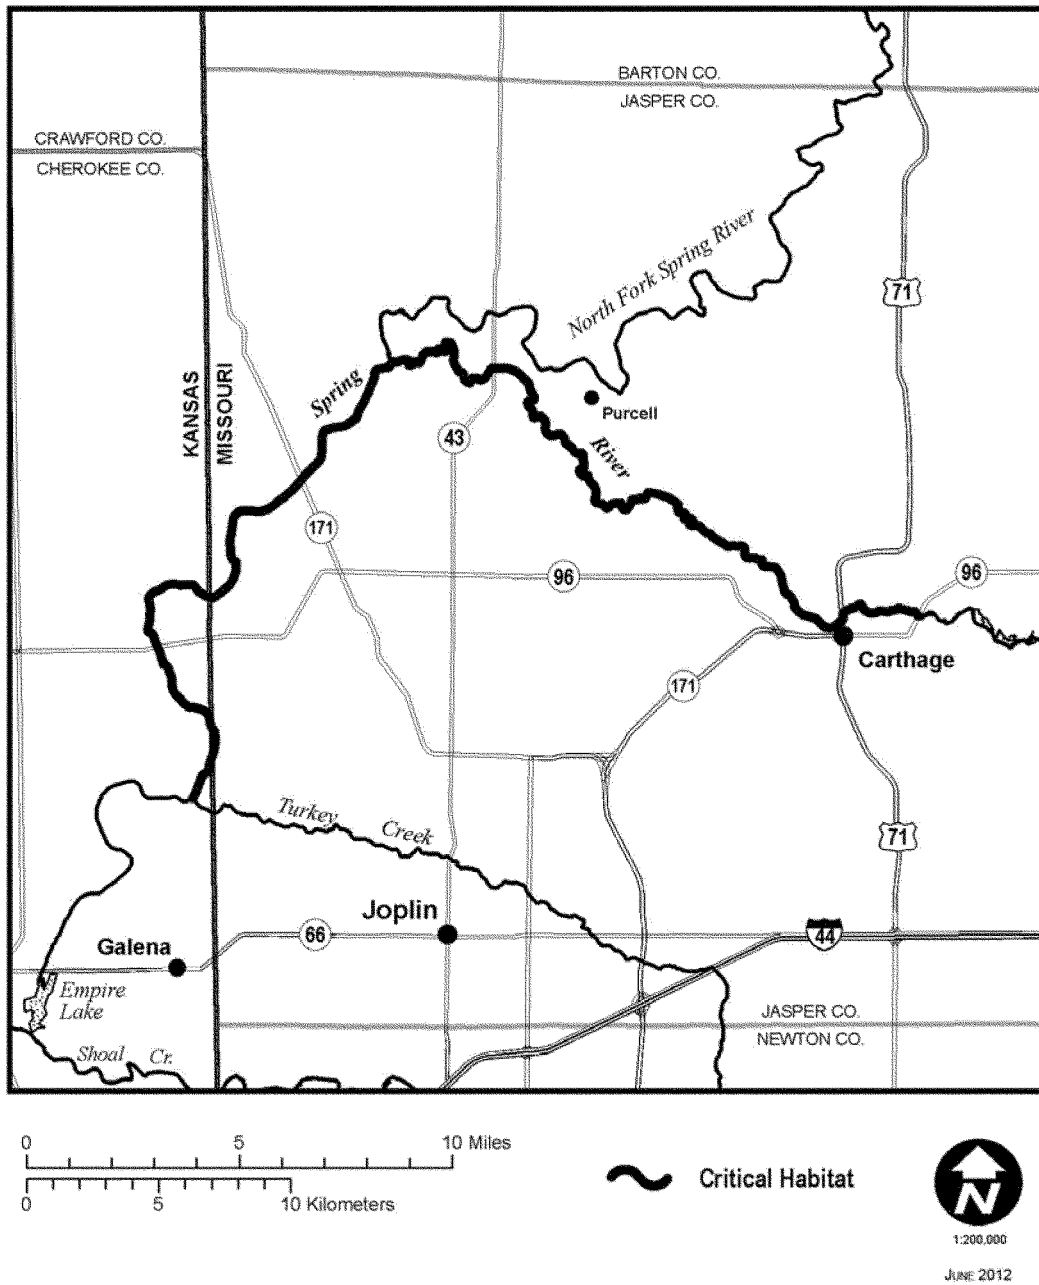 BARTON CO.
JASPER CO.
CRAWFORD CO.
CHEROKEE CO.
North Fork Spring River
71
KANSAS
MISSOURI
Spring
River
Purcell
43
171
96
96
Carthage
171
Turkey
Creek
71
Joplin
Galena
66
44
Empire
Lake
JASPER CO.
NEWTON CO.
Shoal
Cr.
0 5 10 Miles
0 5 10 Kilometers
Critical Habitat
N
1:200,000
JUNE 2012